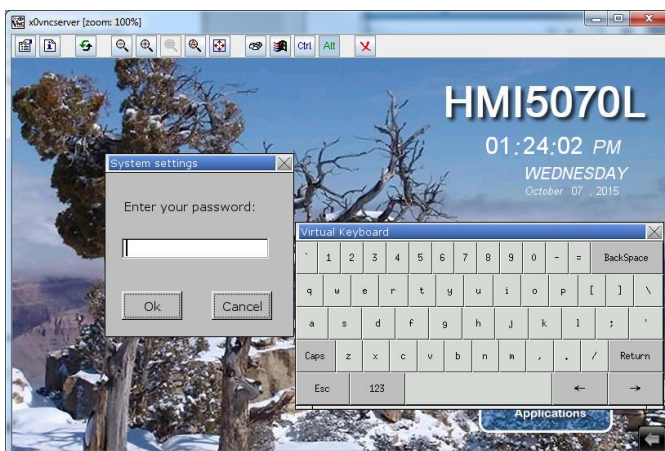 x0vncserver [zoom: 100%]
Ctrl Alt
HMI5070L
01:24:02 PM
WEDNESDAY
October 07 , 2015
System settings
Enter your password:
Ok Cancel
Virtual Keyboard
` 1 2 3 4 5 6 7 8 9 0 - = BackSpace
q w e r t y u i o p [ ] \
a s d f g h j k l ; '
Caps z x c v b n m , . / Return
Esc 123 ← →
Applications